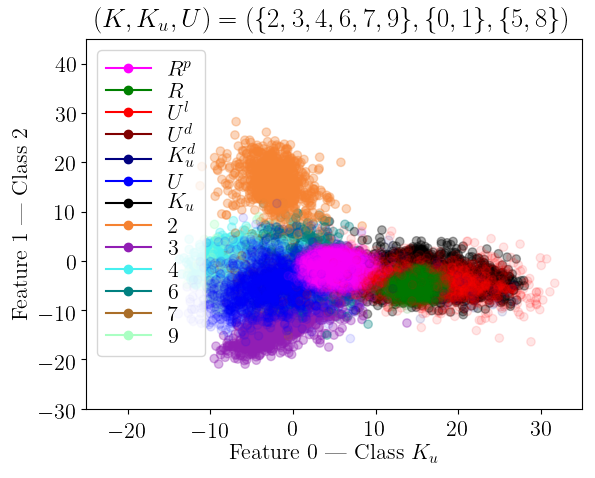 (K, K_u, U) = ({2, 3, 4, 6, 7, 9}, {0, 1}, {5, 8})
40
30
20
10
0
−10
−20
−30
−20
−10
0
10
20
30
Feature 1 — Class 2
Feature 0 — Class K_u
R^p
R
U^l
U^d
K_u^d
U
K_u
2
3
4
6
7
9